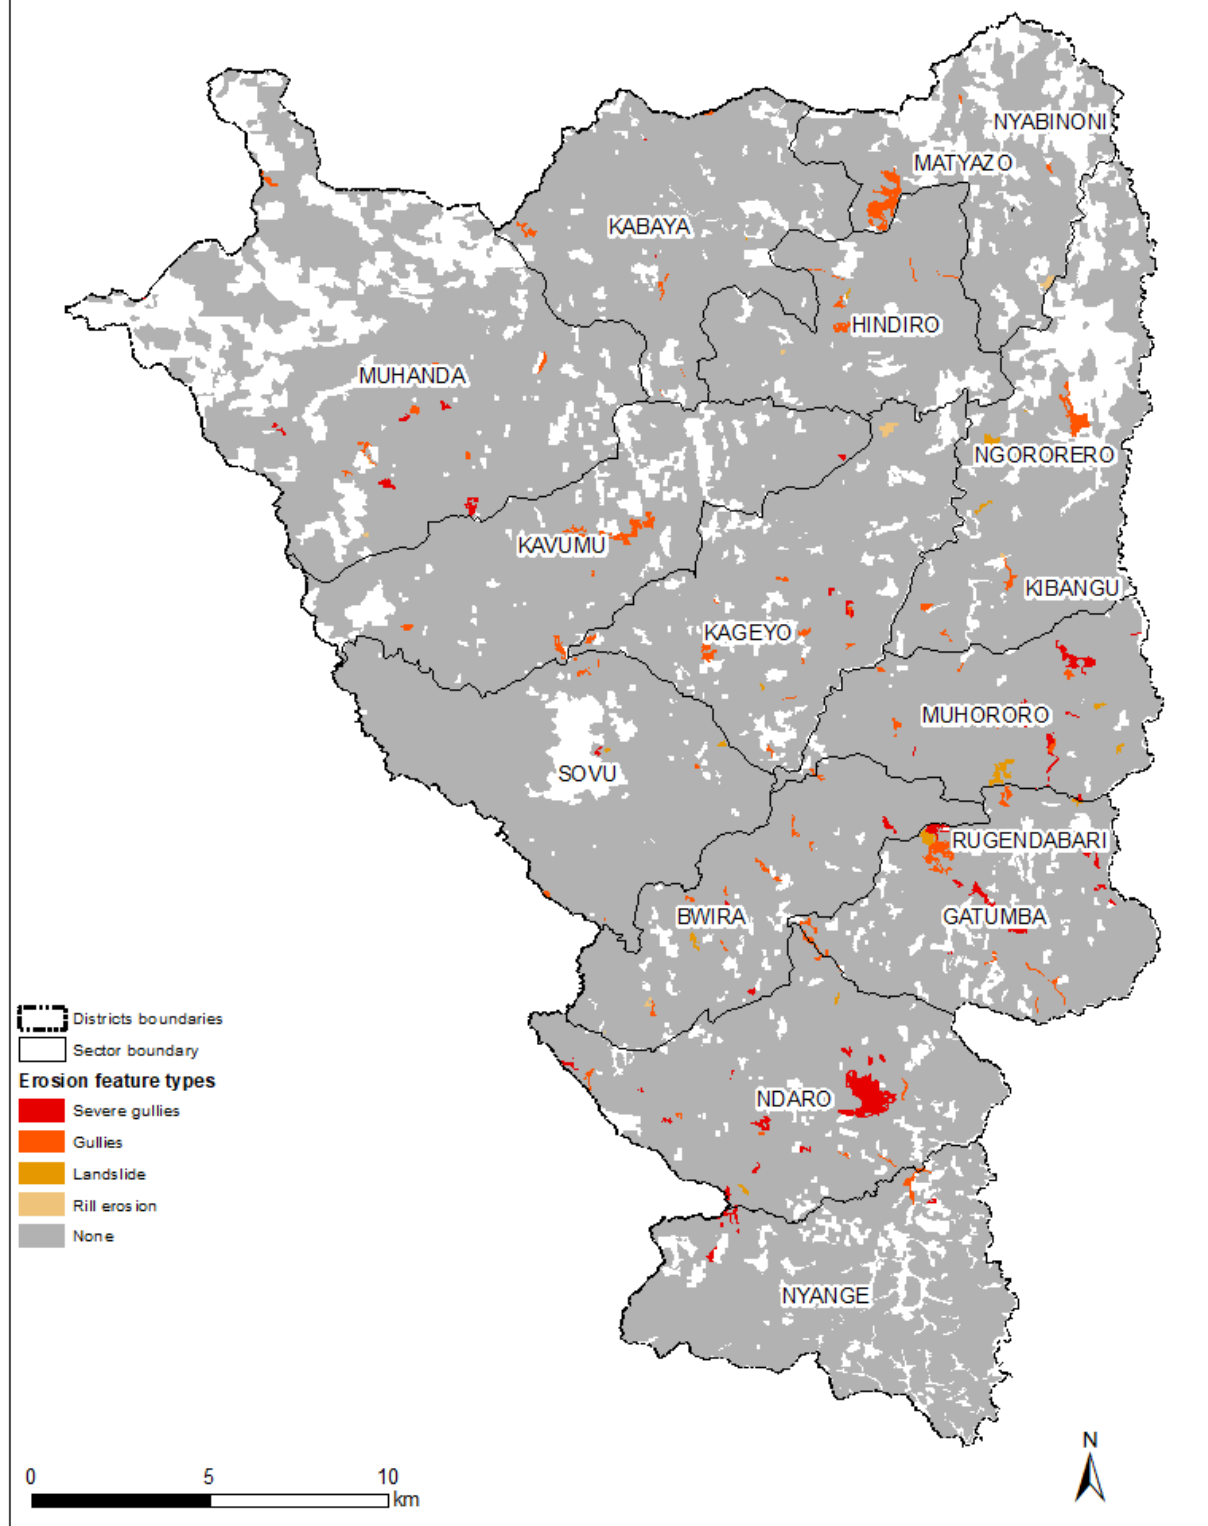 NYABINONI
MATYAZO
KABAYA
HINDIRO
MUHANDA
NGORORERO
KAVUMU
KIBANGU
KAGEYO
MUHORORO
SOVU
RUGENDABARI
BWIRA
GATUMBA
Districts boundaries
Sector boundary
Erosion feature types
Severe gullies
Gullies
Landslide
Rill erosion
None
NDARO
NYANGE
N
0 5 10
km